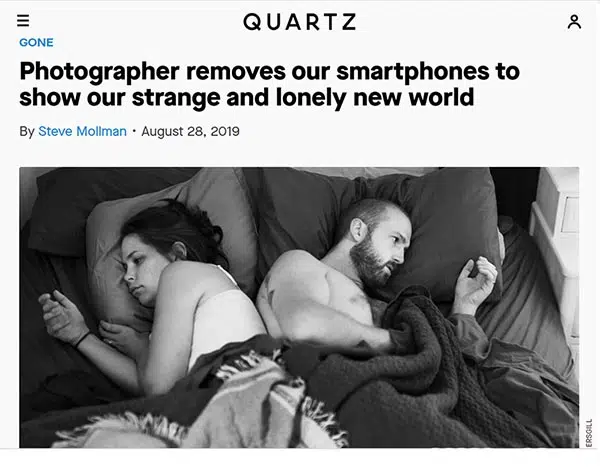 QUARTZ
GONE
Photographer removes our smartphones to
show our strange and lonely new world
By Steve Mollman • August 28, 2019
ERSGILL